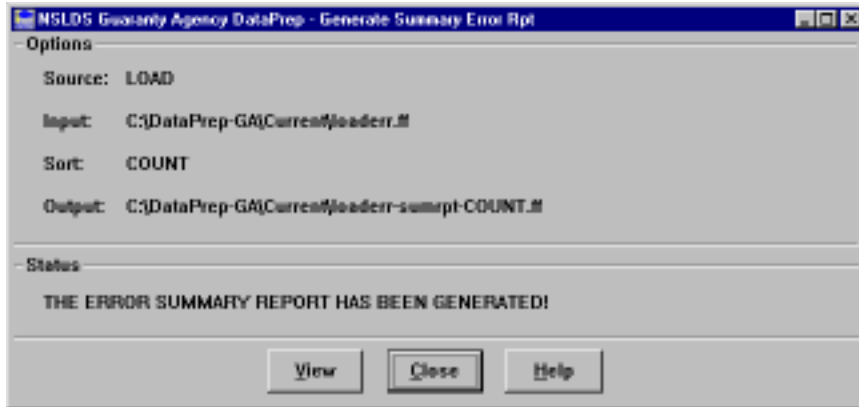 NSLDS Guaranty Agency DataPrep - Generate Summary Error Rpt
Options
Source: LOAD
Input: C:\DataPrep-GA\Current\loaderr.ff
Sort: COUNT
Output: C:\DataPrep-GA\Current\loaderr-sumrpt-COUNT.ff
Status
THE ERROR SUMMARY REPORT HAS BEEN GENERATED!
View Close Help